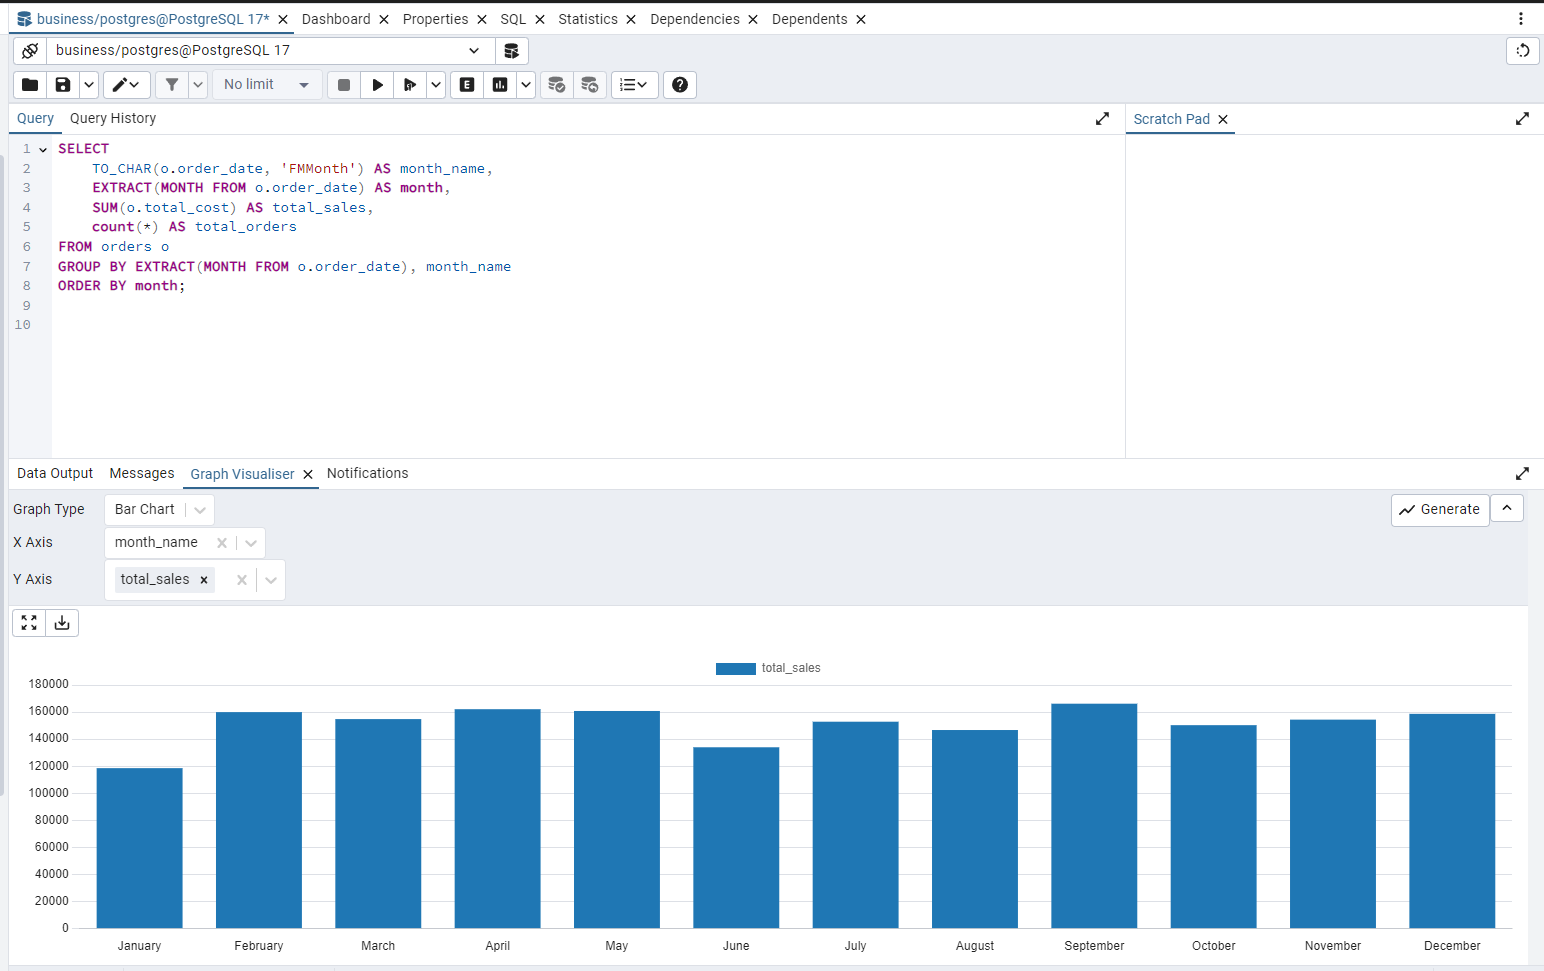 business/postgres@PostgreSQL 17* Dashboard Properties SQL Statistics Dependencies Dependents
business/postgres@PostgreSQL 17
No limit
Query Query History Scratch Pad
1 SELECT
2 TO_CHAR(o.order_date, 'FMMonth') AS month_name,
3 EXTRACT(MONTH FROM o.order_date) AS month,
4 SUM(o.total_cost) AS total_sales,
5 count(*) AS total_orders
6 FROM orders o
7 GROUP BY EXTRACT(MONTH FROM o.order_date), month_name
8 ORDER BY month;
9
10
Data Output Messages Graph Visualiser Notifications
Graph Type Bar Chart Generate
X Axis month_name
Y Axis total_sales
total_sales
180000
160000
140000
120000
100000
80000
60000
40000
20000
0
January February March April May June July August September October November December